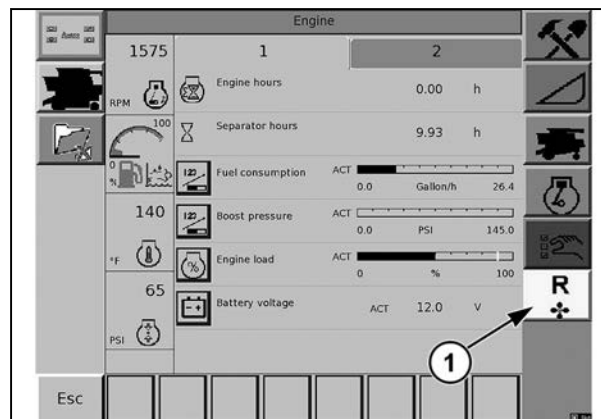 Engine
Auto
1575
RPM
1
2
Engine hours
0.00 h
Separator hours
9.93 h
100
0
%
Fuel consumption ACT
0.0 Gallon/h 26.4
140
°F
Boost pressure ACT
0.0 PSI 145.0
Engine load ACT
0 % 100
%
65
PSI
Battery voltage ACT 12.0 V
R
1
Esc